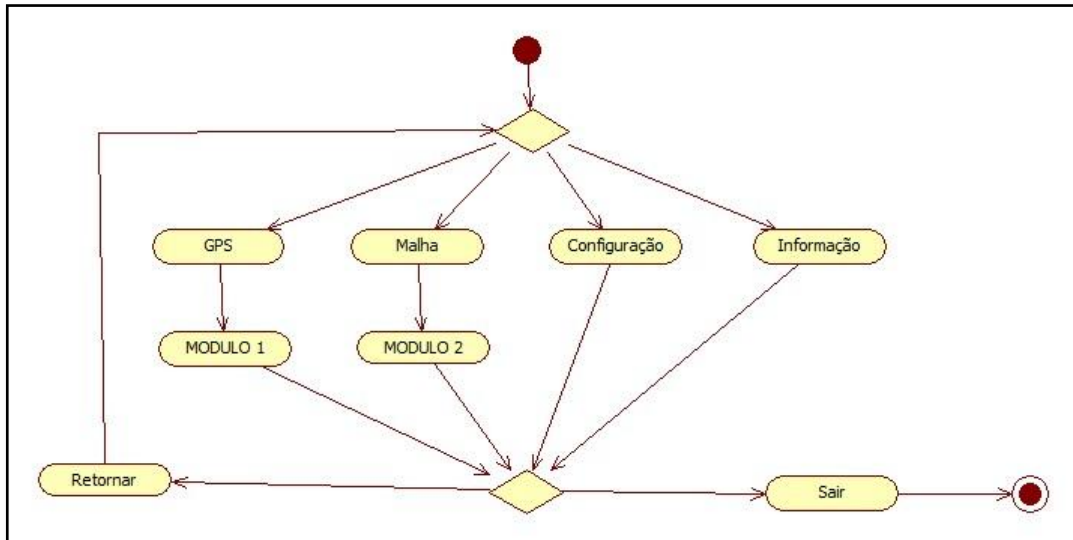 GPS
Malha
Configuração
Informação
MODULO 1
MODULO 2
Retornar
Sair